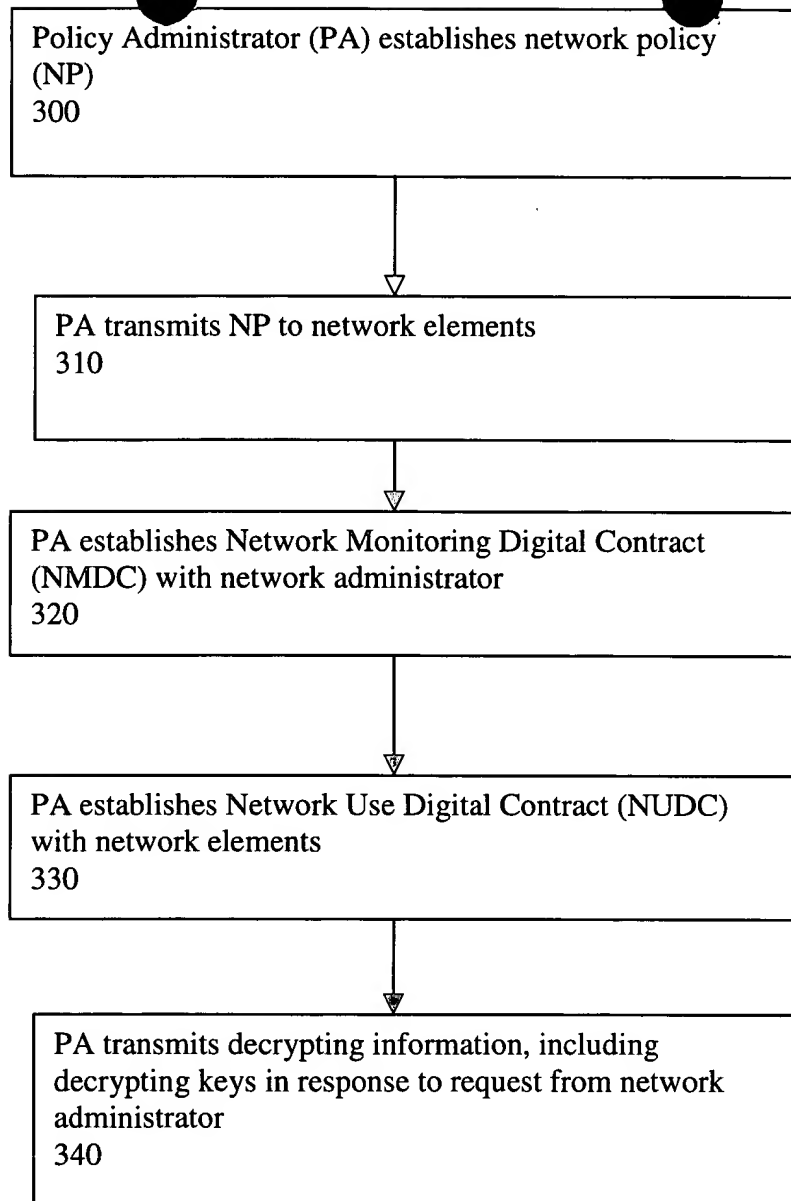 Policy Administrator (PA) establishes network policy
(NP)
300
PA transmits NP to network elements
310
PA establishes Network Monitoring Digital Contract
(NMDC) with network administrator
320
PA establishes Network Use Digital Contract (NUDC)
with network elements
330
PA transmits decrypting information, including
decrypting keys in response to request from network
administrator
340